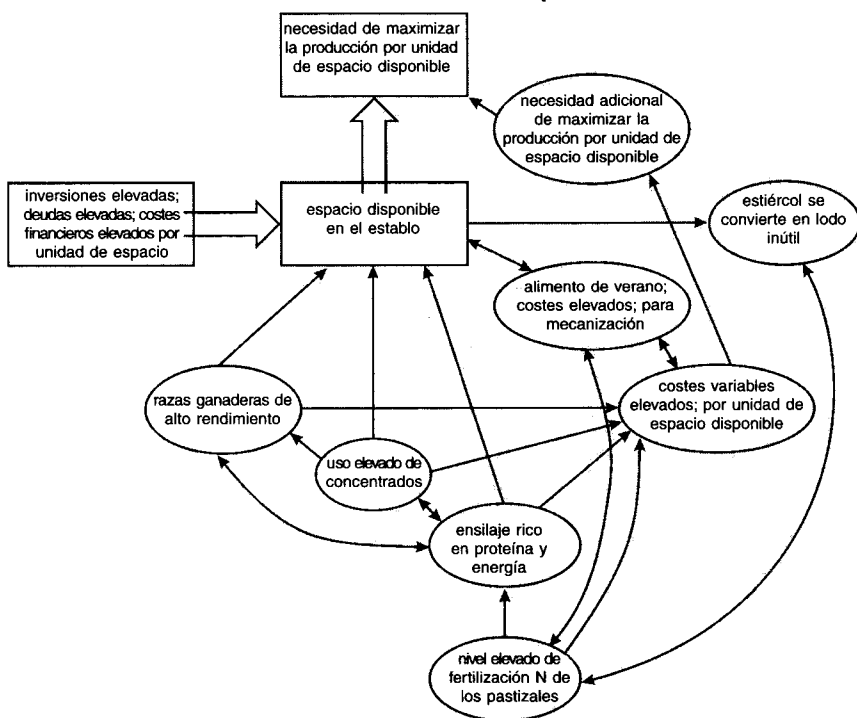 necesidad de maximizar
la producción por unidad
de espacio disponible
necesidad adicional
de maximizar la
producción por unidad de
espacio disponible
inversiones elevadas;
deudas elevadas; costes
financieros elevados por
unidad de espacio
espacio disponible
en el establo
estiércol se
convierte en lodo
inútil
alimento de verano;
costes elevados; para
mecanización
razas ganaderas de
alto rendimiento
costes variables
elevados; por unidad de
espacio disponible
uso elevado de
concentrados
ensilaje rico
en proteína y
energía
nivel elevado de
fertilización N de
los pastizales